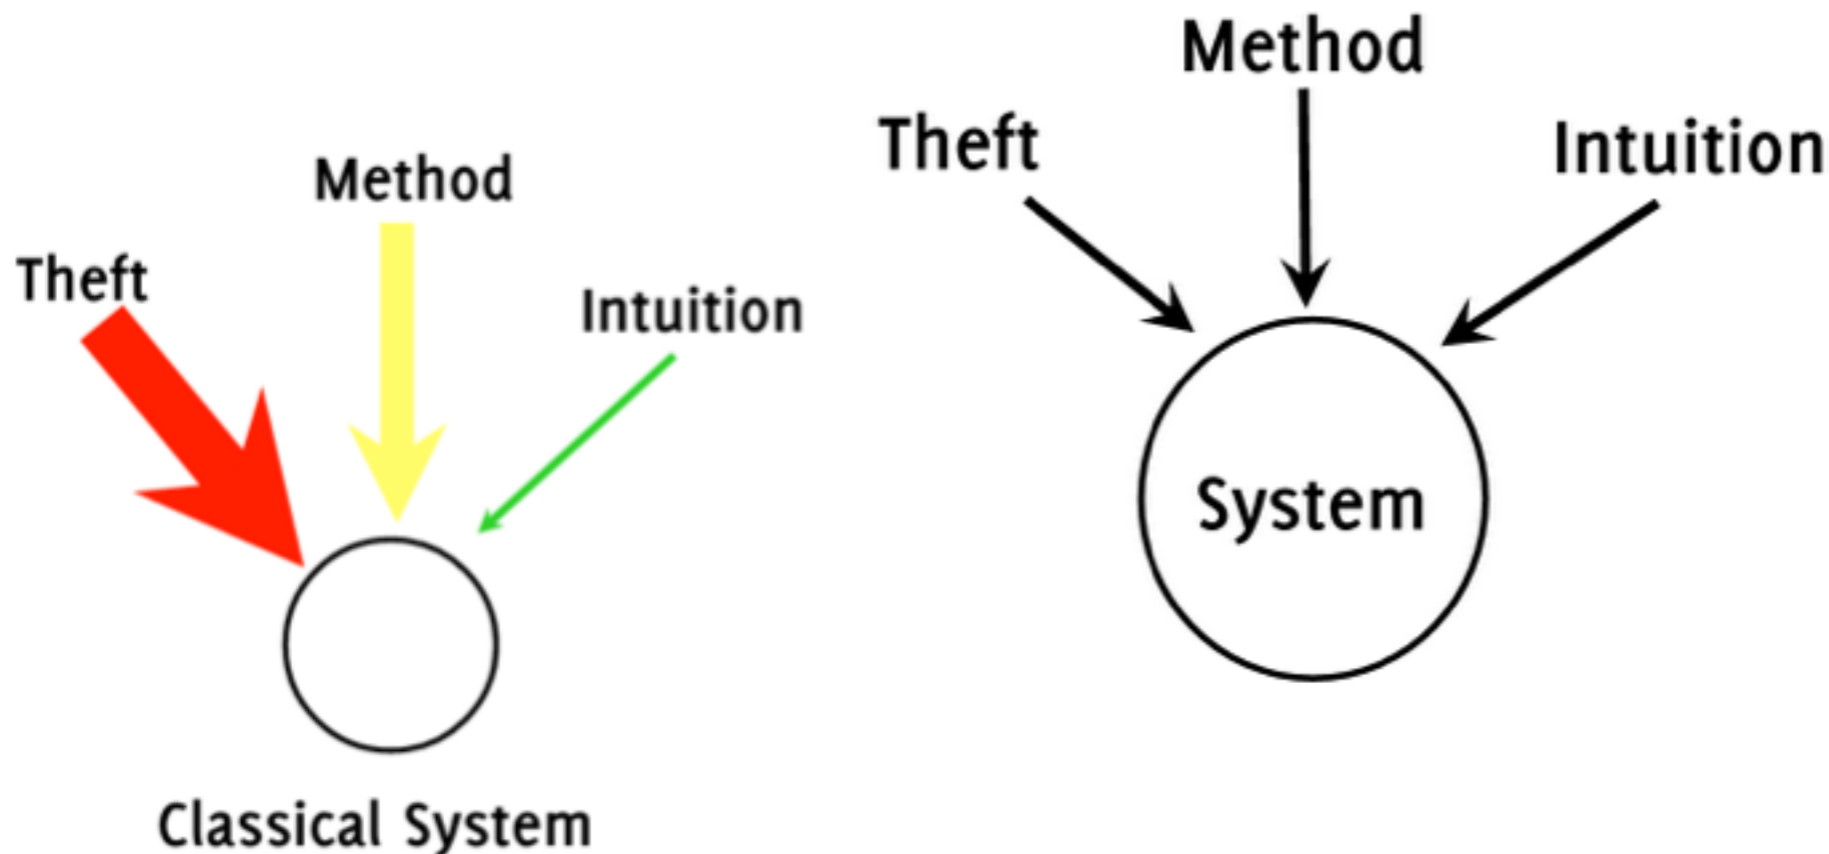 Method
Theft
Intuition
Classical System
Method
Theft
Intuition
System